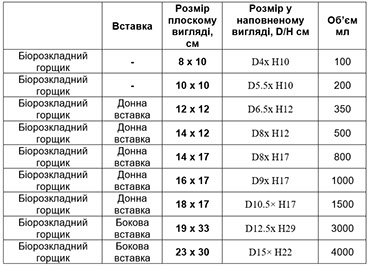 Вставка Розмір плоскому вигляді, см Розмір у наповненому вигляді, D/H см Об'єм мл
Біорозкладний горщик - 8 x 10 D4x H10 100
Біорозкладний горщик - 10 x 10 D5.5x H10 200
Біорозкладний горщик Донна вставка 12 x 12 D6.5x H12 350
Біорозкладний горщик Донна вставка 14 x 12 D8x H12 500
Біорозкладний горщик Донна вставка 14 x 17 D8x H17 800
Біорозкладний горщик Донна вставка 16 x 17 D9x H17 1000
Біорозкладний горщик Донна вставка 18 x 17 D10.5× H17 1500
Біорозкладний горщик Бокова вставка 19 x 33 D12.5x H29 3000
Біорозкладний горщик Бокова вставка 23 x 30 D15× H22 4000